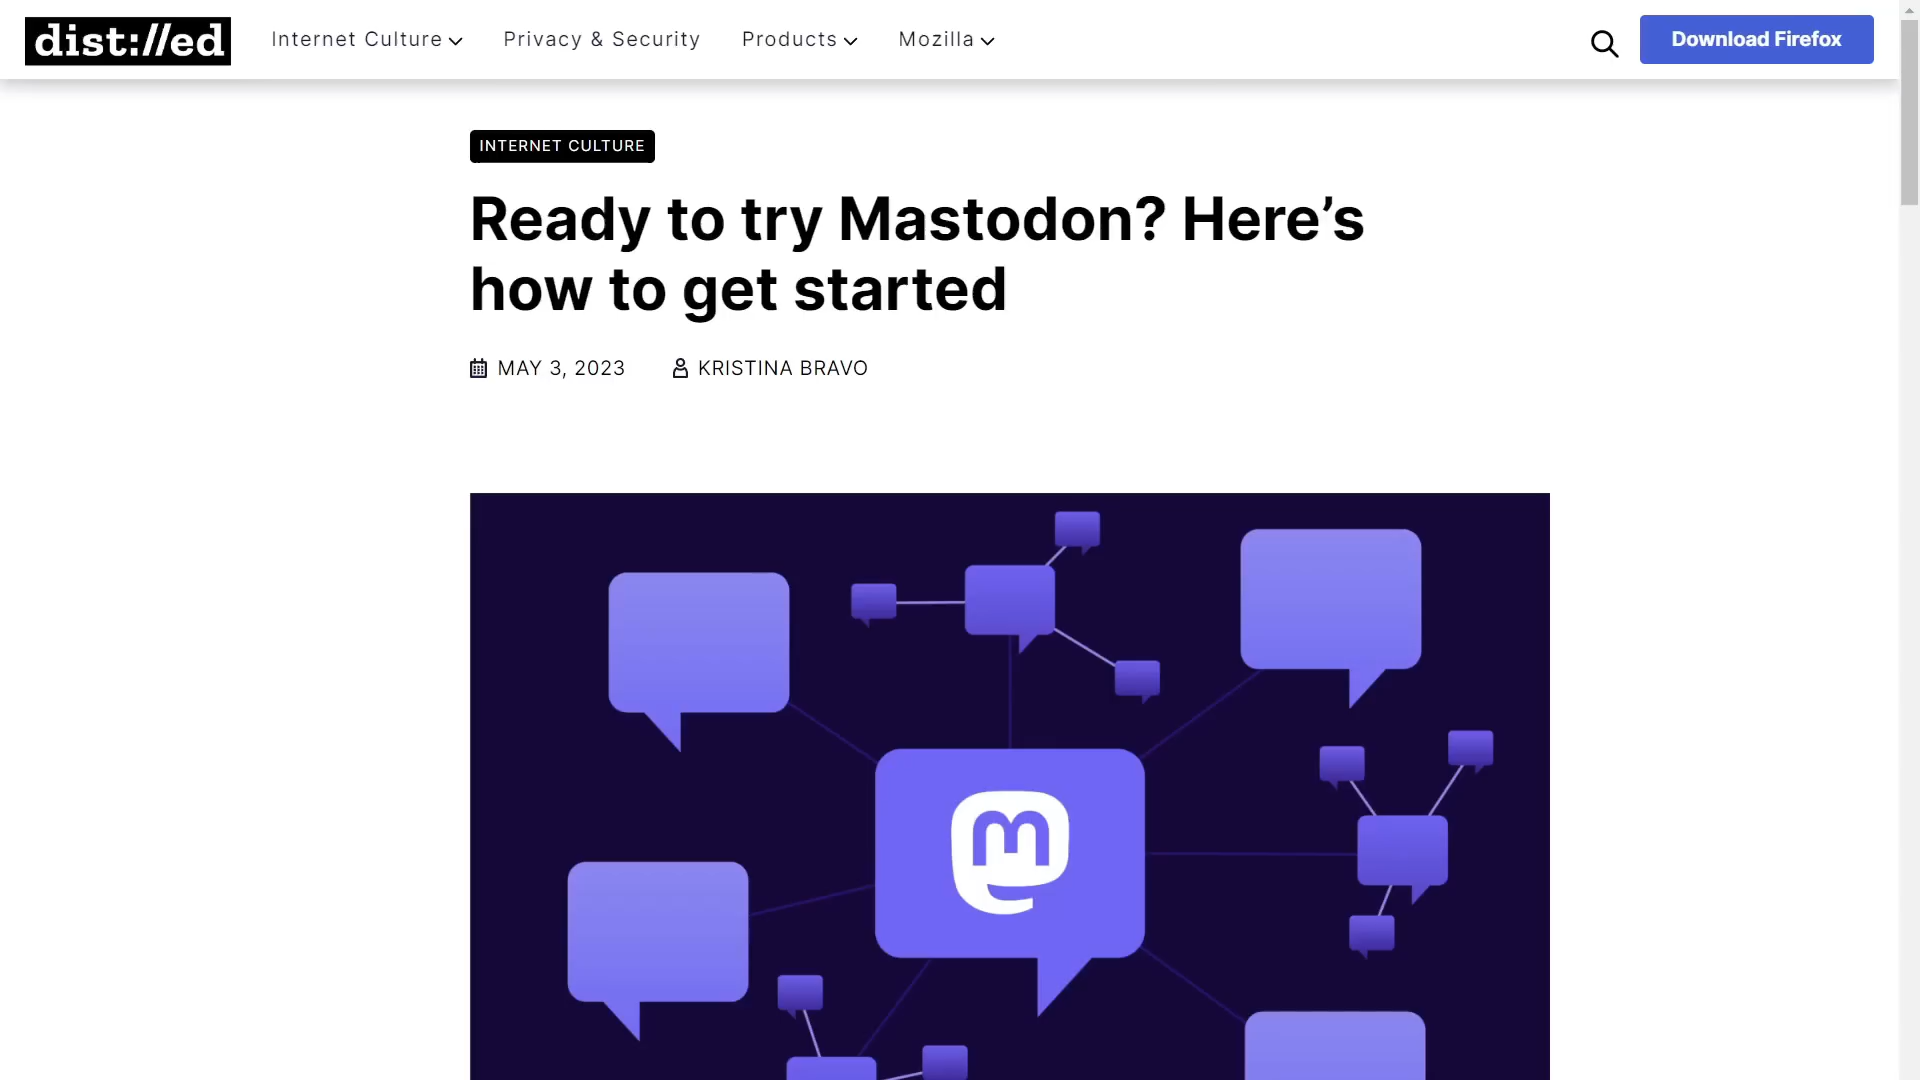 dist://ed
Internet Culture
Privacy & Security
Products
Mozilla
Download Firefox
INTERNET CULTURE
Ready to try Mastodon? Here’s
how to get started
MAY 3, 2023
KRISTINA BRAVO